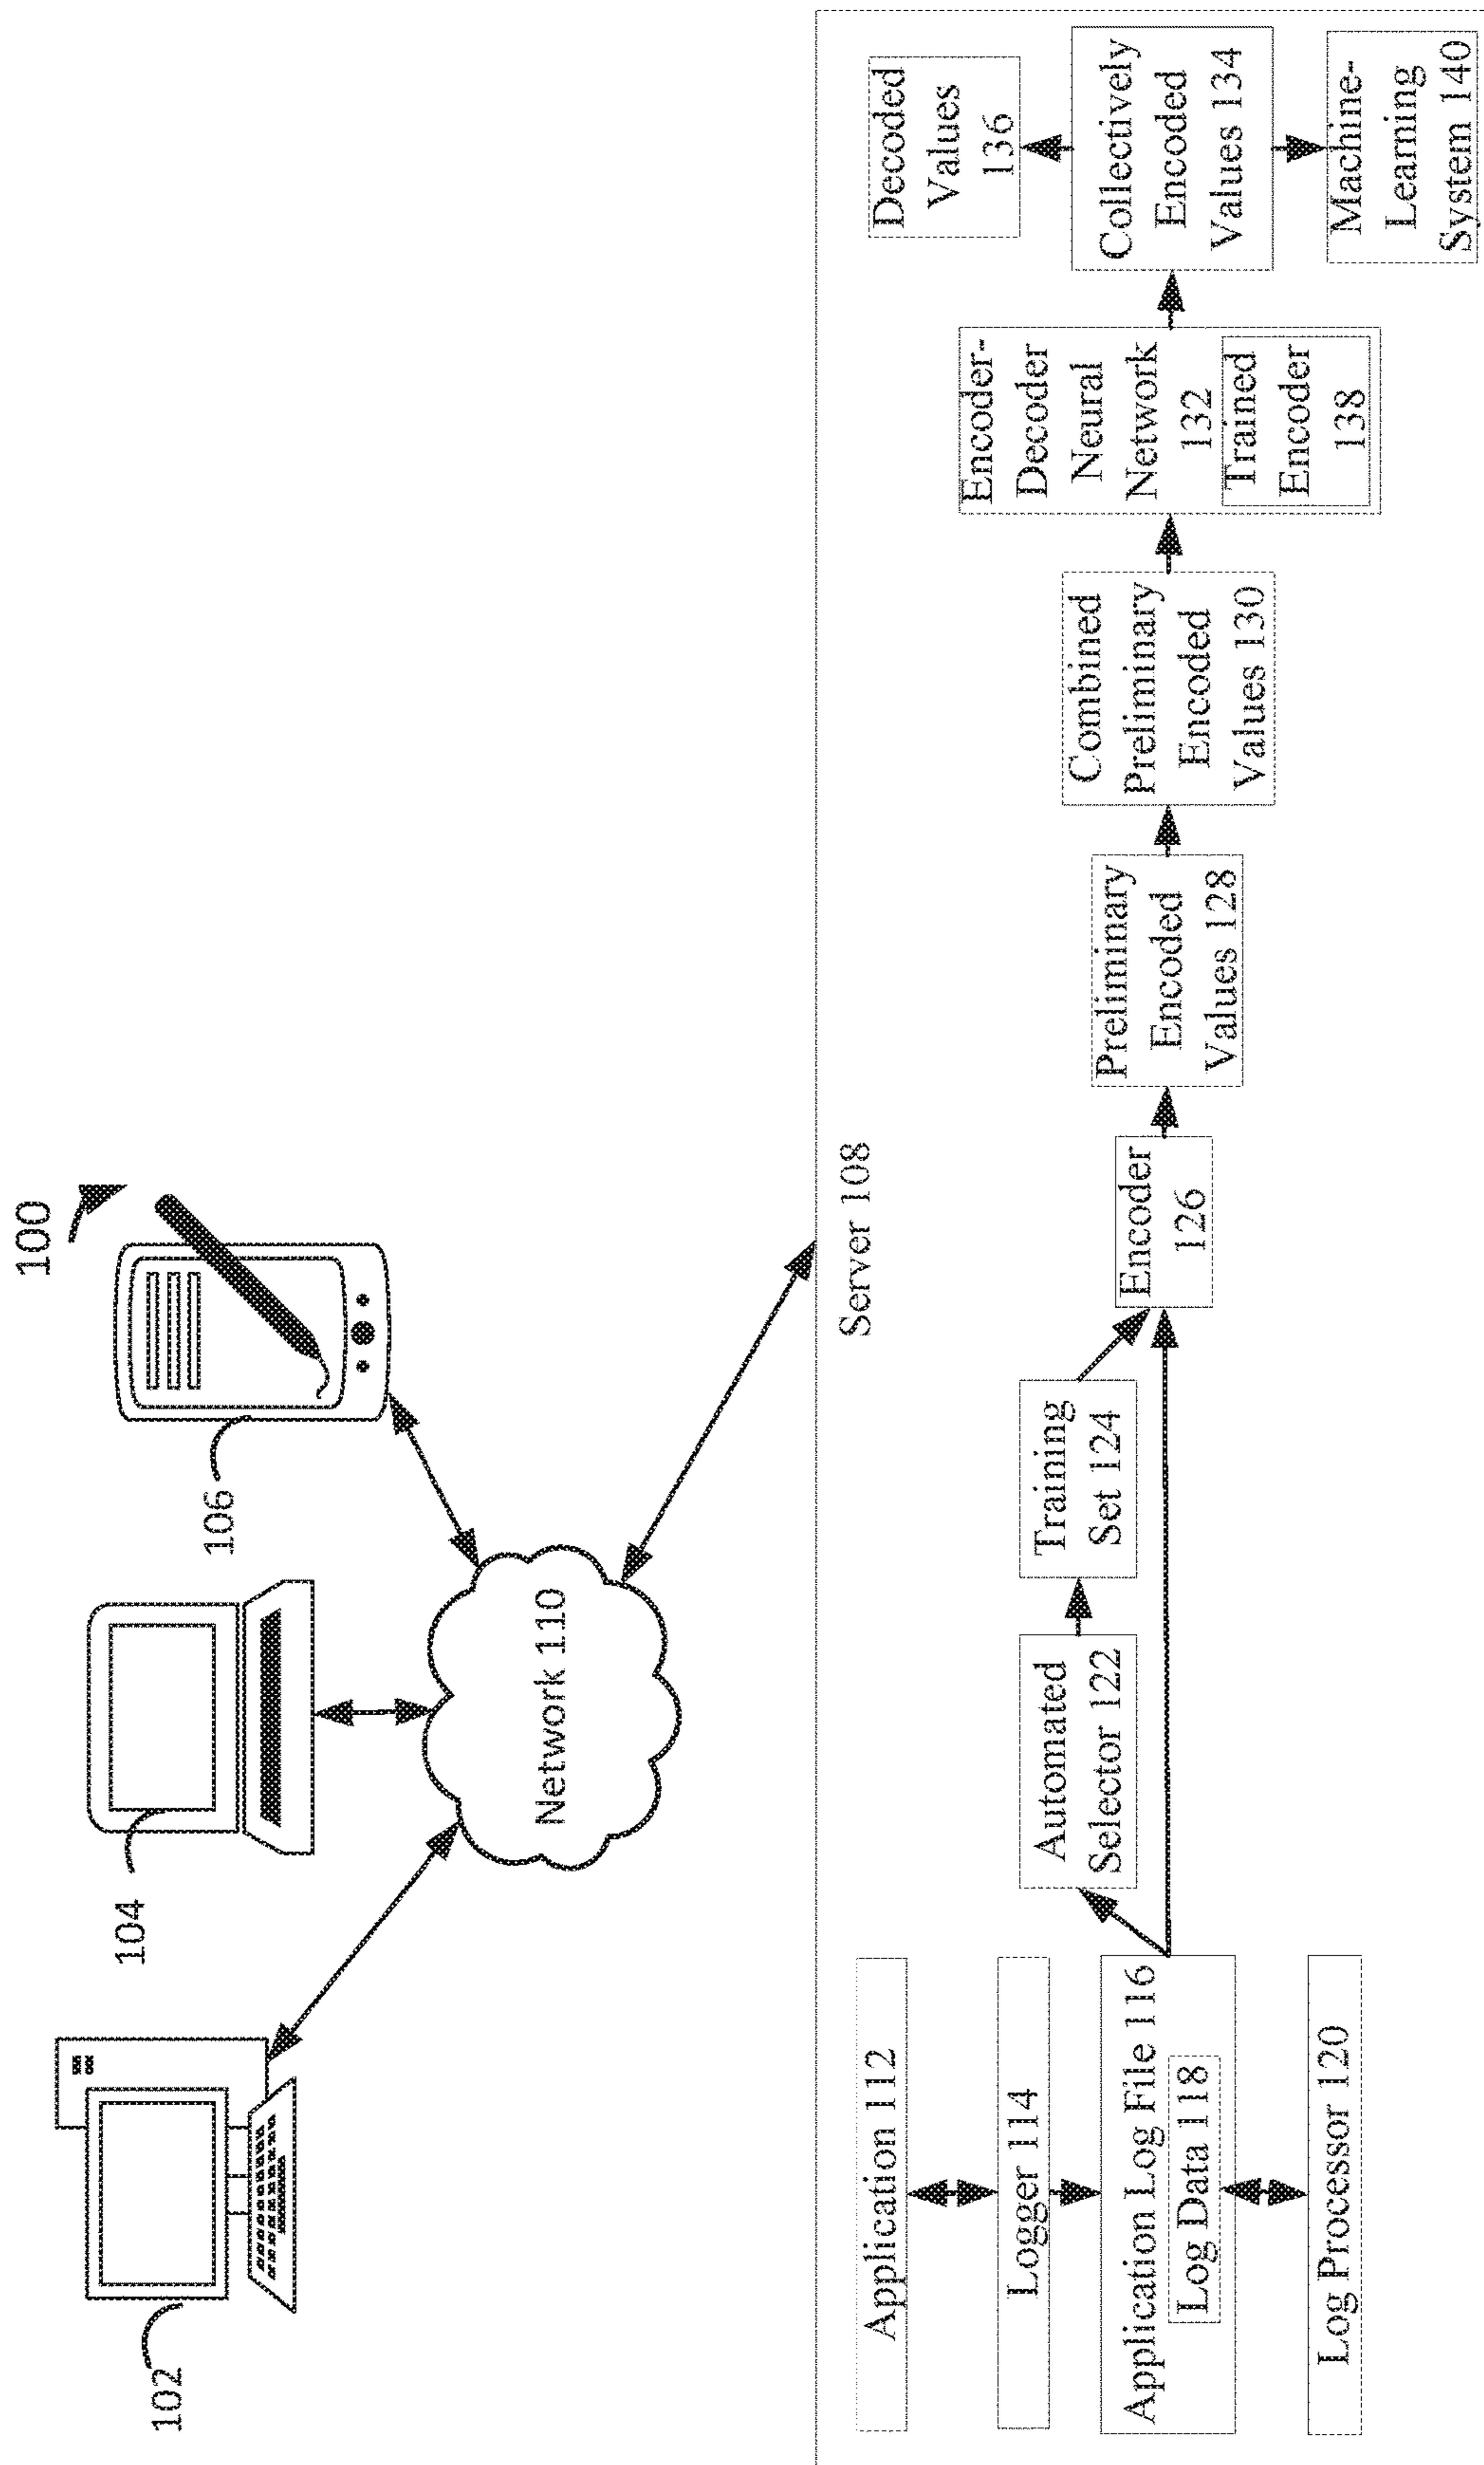 100
102
104
106
Network 110
Server 108
Application 112
Logger 114
Application Log File 116
Log Data 118
Log Processor 120
Automated
Selector 122
Training
Set 124
Encoder
126
Preliminary
Encoded
Values 128
Combined
Preliminary
Encoded
Values 130
Encoder-
Decoder
Neural
Network
132
Trained
Encoder
138
Decoded
Values
136
Collectively
Encoded
Values 134
Machine-
Learning
System 140